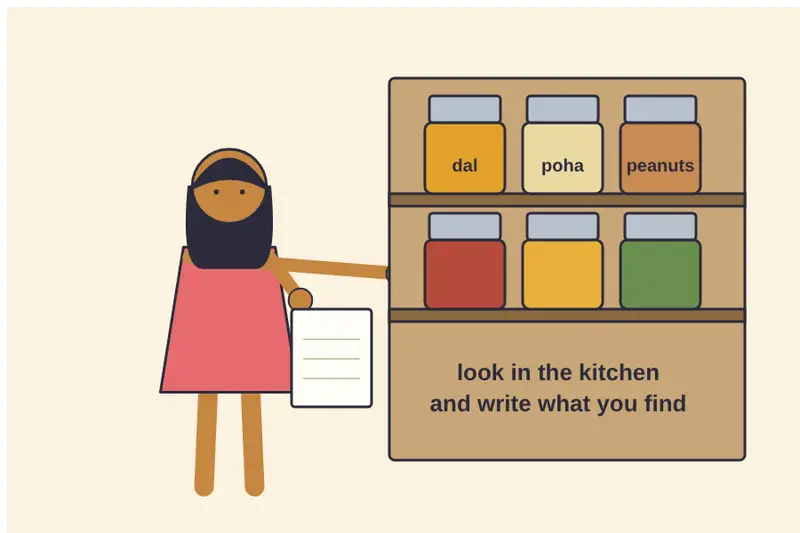 dal
poha
peanuts
look in the kitchen
and write what you find